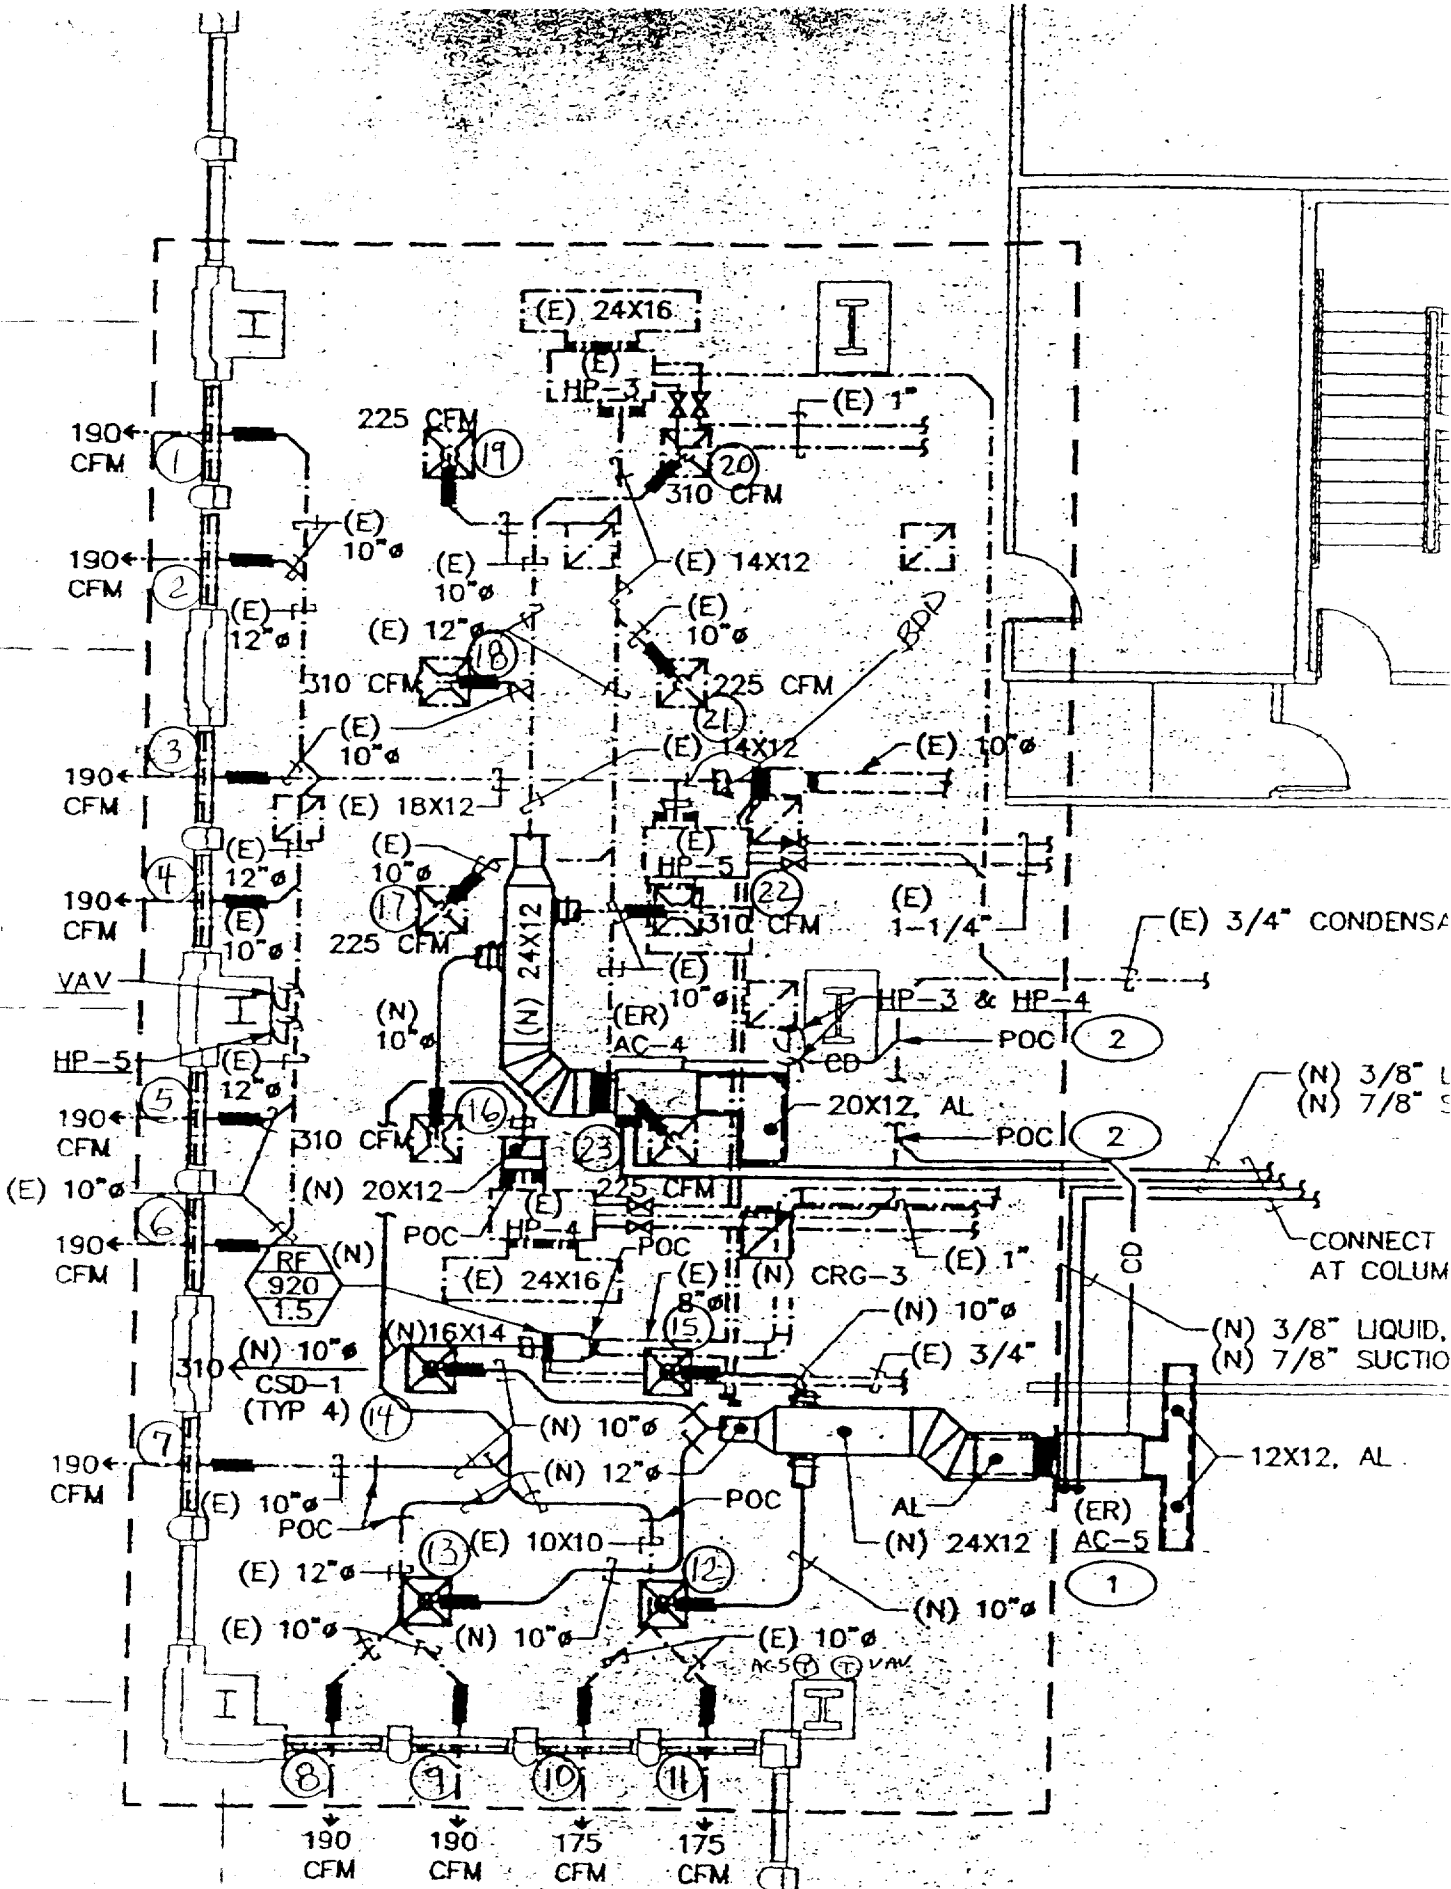 (E) 24X16
(E)
HP-3
(E) 1"
225 CFM
19
20
310 CFM
190
CFM
1
(E)
10"ø
190
CFM
2
(E)
10"ø
(E) 14X12
(E)
12"ø
(E) 12"ø
(E)
10"ø
BDD
18
310 CFM
225 CFM
21
3
(E)
10"ø
(E) 14X12
(E) 10"ø
190
CFM
(E) 18X12
(E)
12"ø
(E)
10"ø
(E)
HP-5
4
190
CFM
(E)
10"ø
17
225 CFM
(N) 24X12
22
310 CFM
(E)
1-1/4"
(E) 3/4" CONDENSA
VAV
(E)
10"ø
HP-3 & HP-4
(N)
10"ø
(ER)
AC-4
POC
2
HP-5
(E)
12"ø
CD
(N) 3/8" L
(N) 7/8" S
5
190
CFM
16
20X12, AL
310 CFM
23
POC
2
(E) 10"ø
(N) 20X12
225 CFM
6
(E)
HP-4
190
CFM
POC
POC
(E) 1"
CD
CONNECT
AT COLUM
RF
920
1.5
(N)
(E) 24X16
(E)
8"ø
(N) CRG-3
(N) 10"ø
15
(N)16X14
(N) 3/8" LIQUID,
(N) 7/8" SUCTIO
310
(N) 10"ø
CSD-1
(TYP 4)
(E) 3/4"
14
(N) 10"ø
7
190
CFM
(N) 12"ø
12X12, AL
(E) 10"ø
POC
POC
AL
(ER)
AC-5
1
13
(E) 10X10
(N) 24X12
(E) 12"ø
12
(E) 10"ø
(N) 10"ø
(E) 10"ø
(N) 10"ø
AC-5 T
T VAV
8
9
10
11
190
CFM
190
CFM
175
CFM
175
CFM